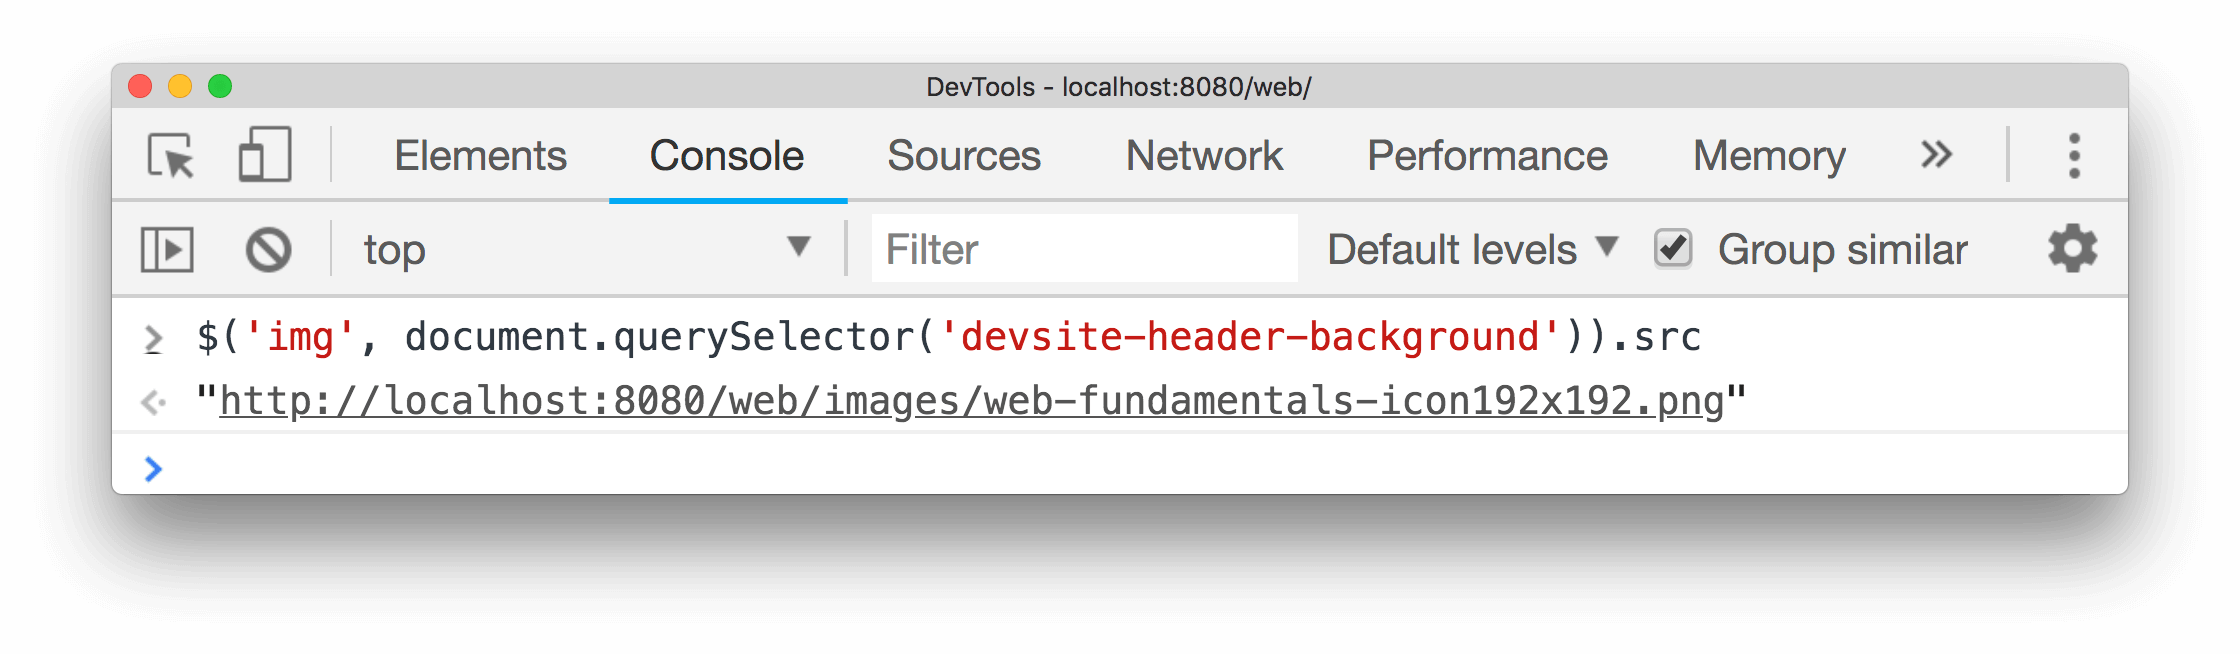 DevTools - localhost:8080/web/
Elements Console Sources Network Performance Memory
top Filter Default levels Group similar
$('img', document.querySelector('devsite-header-background')).src
"http://localhost:8080/web/images/web-fundamentals-icon192x192.png"